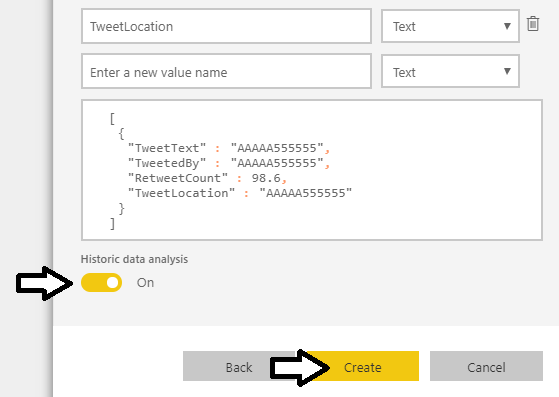 TweetLocation Text
Enter a new value name Text
[
{
"TweetText" : "AAAAA555555",
"TweetedBy" : "AAAAA555555",
"RetweetCount" : 98.6,
"TweetLocation" : "AAAAA555555"
}
]
Historic data analysis
On
Back Create Cancel